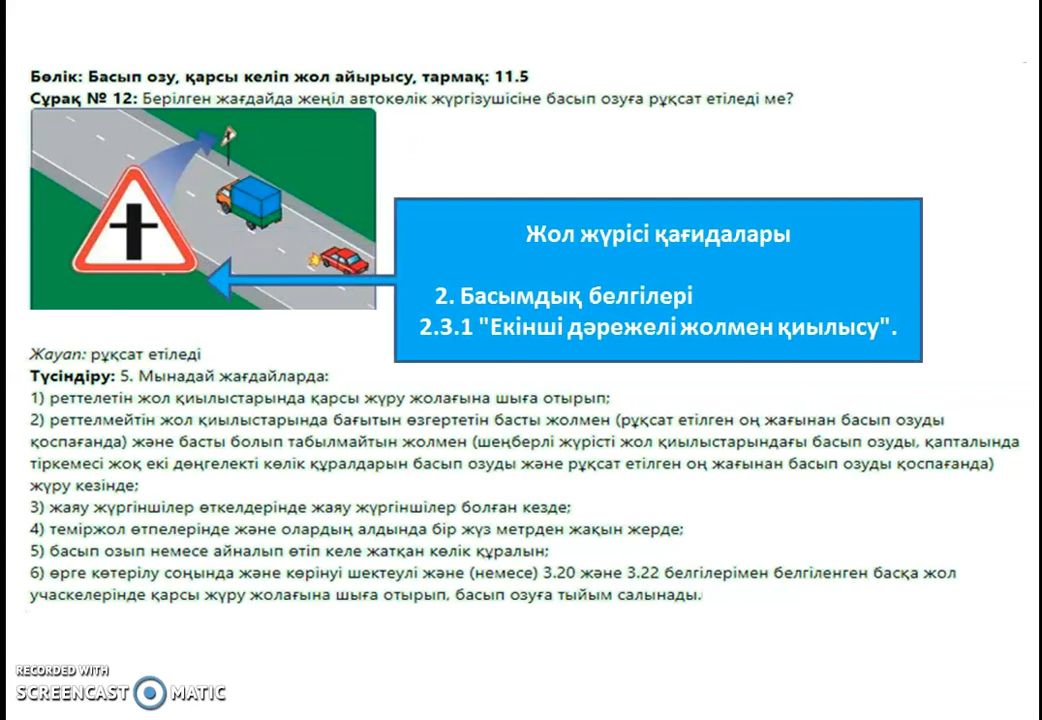 Бөлік: Басып озу, қарсы келіп жол айырысу, тармақ: 11.5
Сұрақ № 12: Берілген жағдайда жеңіл автокөлік жүргізушісіне басып озуға рұқсат етіледі ме?
Жол жүрісі қағидалары
2. Басымдық белгілері
2.3.1 "Екінші дәрежелі жолмен қиылысу".
Жауап: рұқсат етіледі
Түсіндіру: 5. Мынадай жағдайларда:
1) реттелетін жол қиылыстарында қарсы жүру жолағына шыға отырып;
2) реттелмейтін жол қиылыстарында бағытын өзгертетін басты жолмен (рұқсат етілген оң жағынан басып озуды
қоспағанда) және басты болып табылмайтын жолмен (шеңберлі жүрісті жол қиылыстарындағы басып озуды, қапталында
тіркемесі жоқ екі дөңгелекті көлік құралдарын басып озуды және рұқсат етілген оң жағынан басып озуды қоспағанда)
жүру кезінде;
3) жаяу жүргіншілер өткелдерінде жаяу жүргіншілер болған кезде;
4) теміржол өтпелерінде және олардың алдында бір жүз метрден жақын жерде;
5) басып озып немесе айналып өтіп келе жатқан көлік құралын;
6) өрге көтерілу соңында және көрінуі шектеулі және (немесе) 3.20 және 3.22 белгілерімен белгіленген басқа жол
учаскелерінде қарсы жүру жолағына шыға отырып, басып озуға тыйым салынады.
RECORDED WITH
SCREENCAST MATIC